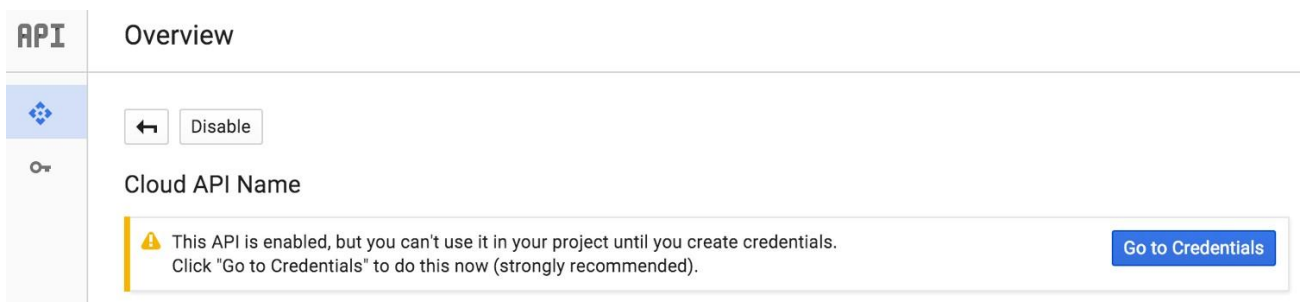 API
Overview
Disable
Cloud API Name
This API is enabled, but you can't use it in your project until you create credentials.
Click "Go to Credentials" to do this now (strongly recommended).
Go to Credentials